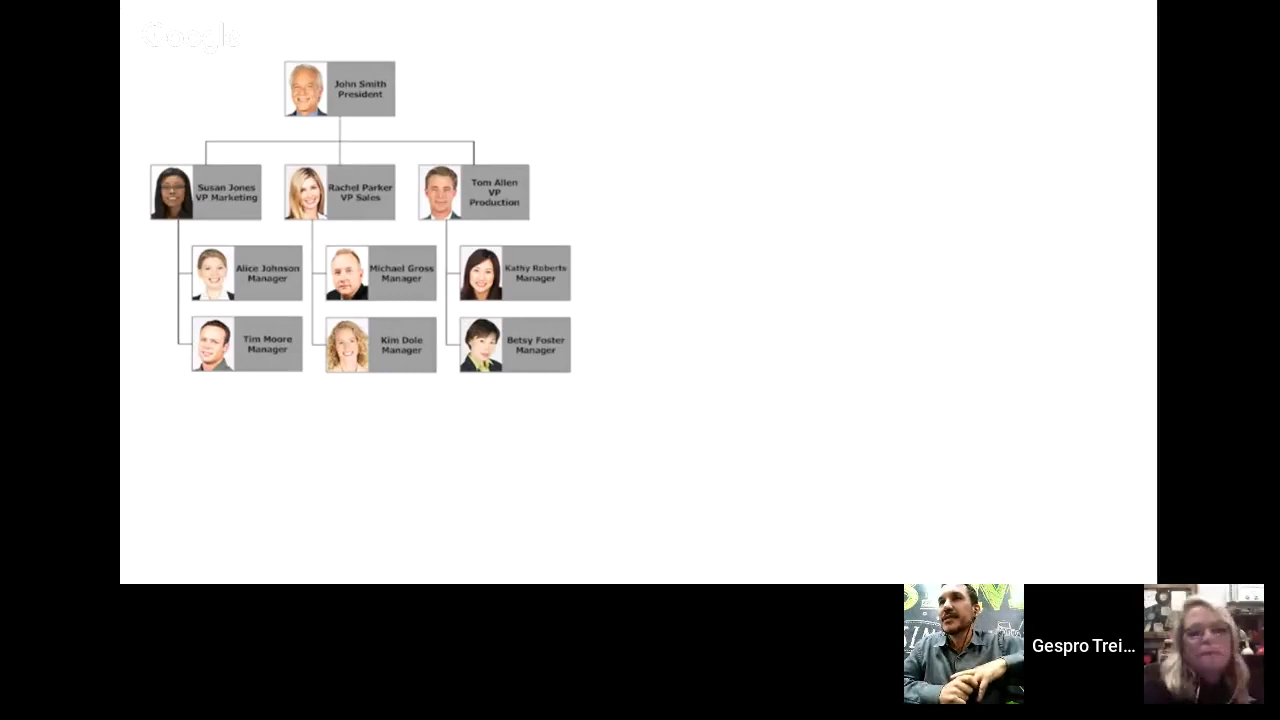 Google
John Smith
President
Susan Jones
VP Marketing
Rachel Parker
VP Sales
Tom Allen
VP
Production
Alice Johnson
Manager
Michael Gross
Manager
Kathy Roberts
Manager
Tim Moore
Manager
Kim Dole
Manager
Betsy Foster
Manager
Gespro Trei...